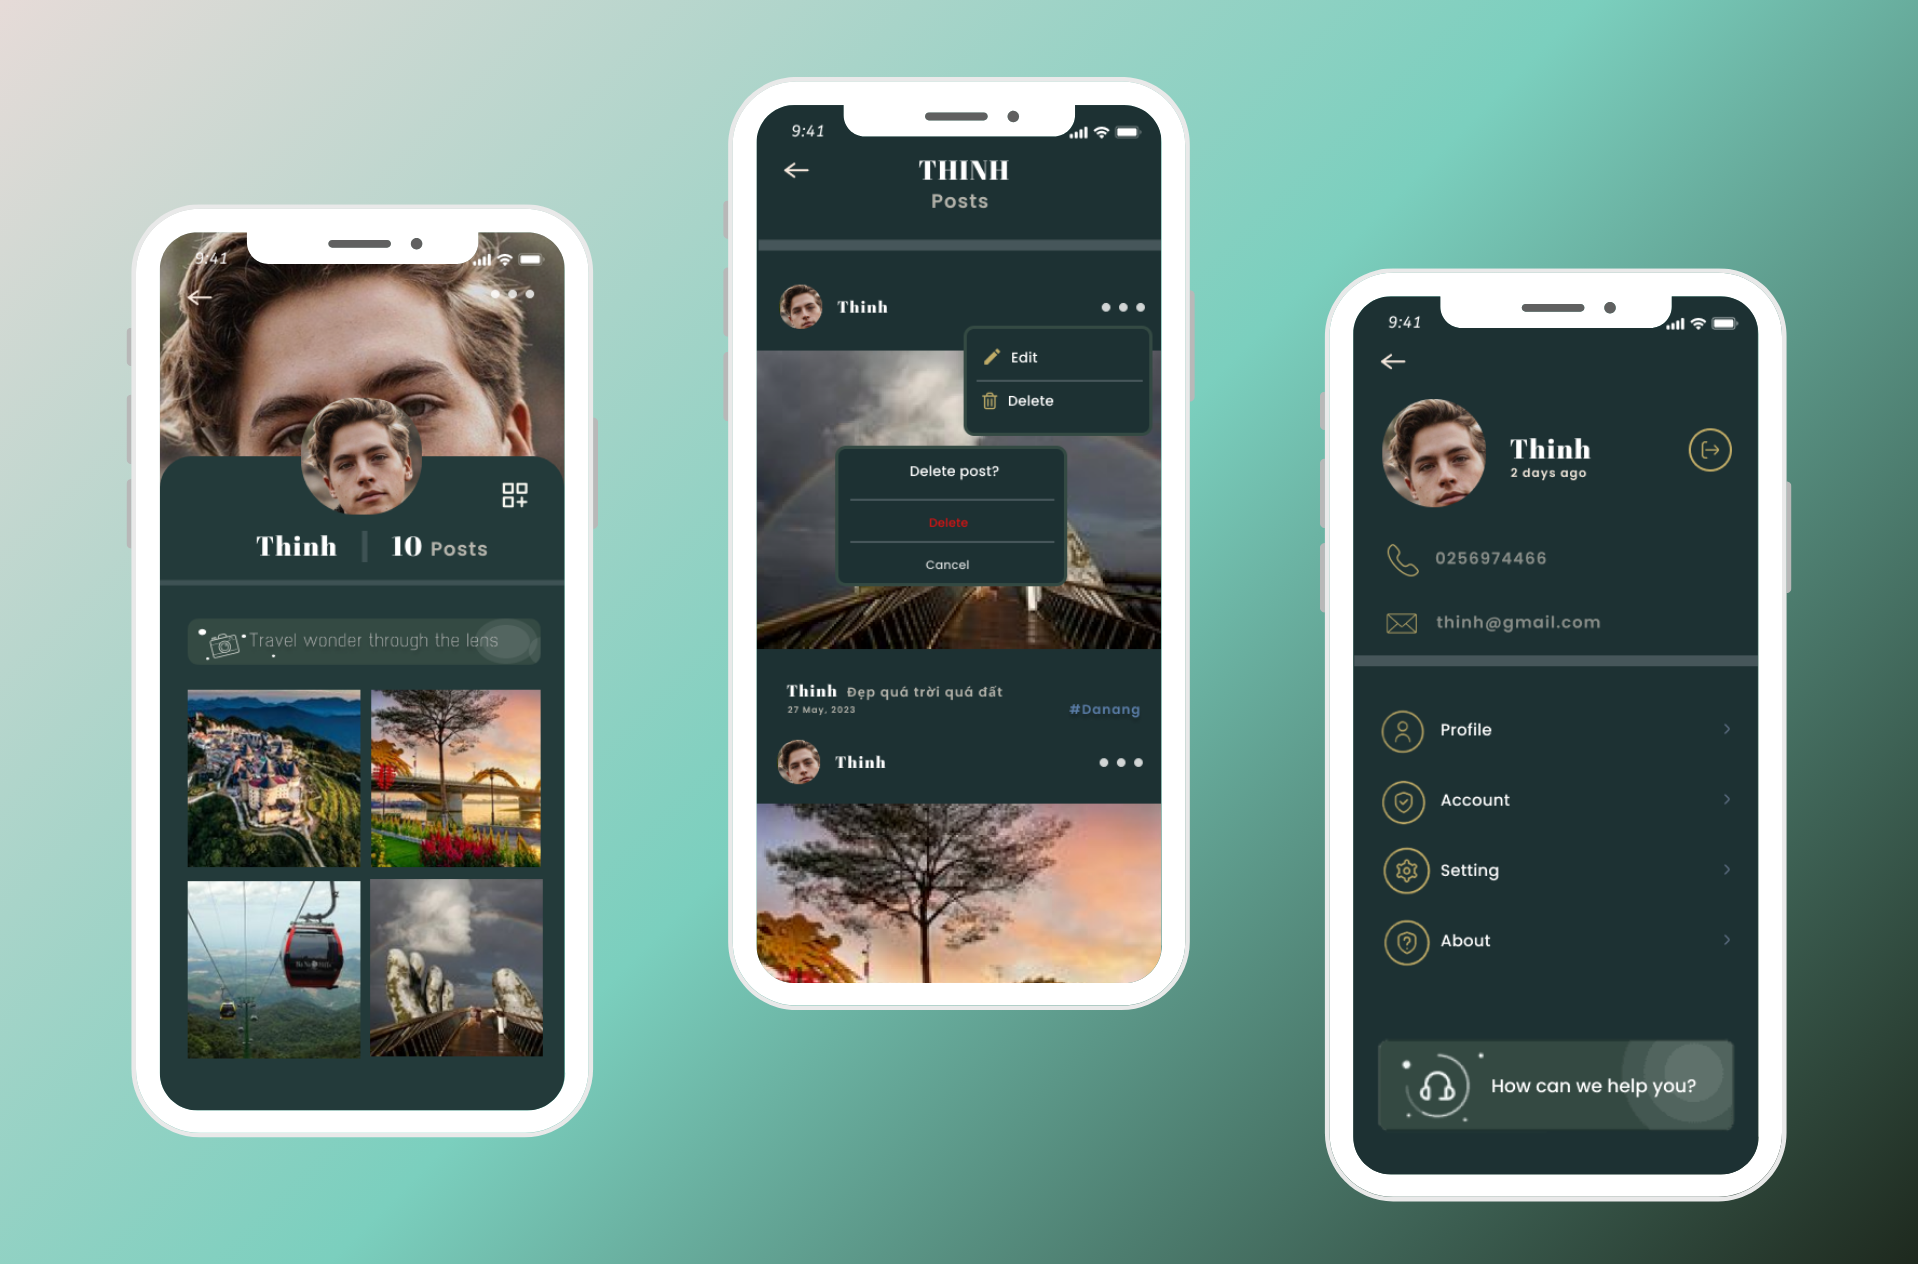 9:41
Thinh
10 Posts
Travel wonder through the lens
9:41
THINH
Posts
Thinh
Edit
Delete
Delete post?
Delete
Cancel
Thinh Đẹp quá trời quá đất
27 May, 2023
#Danang
Thinh
9:41
Thinh
2 days ago
0256974466
thinh@gmail.com
Profile
Account
Setting
About
How can we help you?